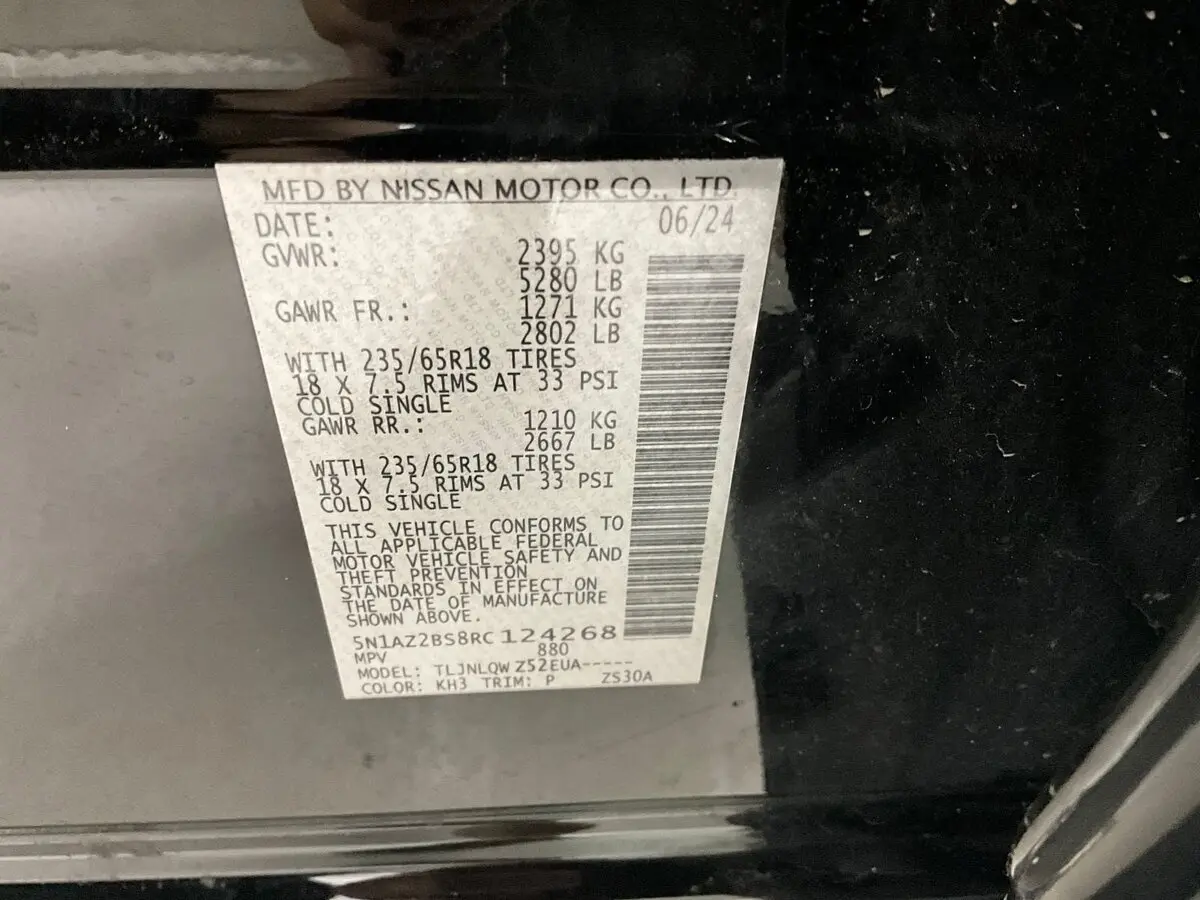 MFD BY NISSAN MOTOR CO., LTD.
DATE: 06/24
GVWR: 2395 KG
5280 LB
GAWR FR.: 1271 KG
2802 LB
WITH 235/65R18 TIRES
18 X 7.5 RIMS AT 33 PSI
COLD SINGLE
GAWR RR.: 1210 KG
2667 LB
WITH 235/65R18 TIRES
18 X 7.5 RIMS AT 33 PSI
COLD SINGLE
THIS VEHICLE CONFORMS TO
ALL APPLICABLE FEDERAL
MOTOR VEHICLE SAFETY AND
THEFT PREVENTION
STANDARDS IN EFFECT ON
THE DATE OF MANUFACTURE
SHOWN ABOVE.
5N1AZ2BS8RC124268
MPV 880
MODEL: TLJNLQWZ52EUA-----
COLOR: KH3 TRIM: P ZS30A